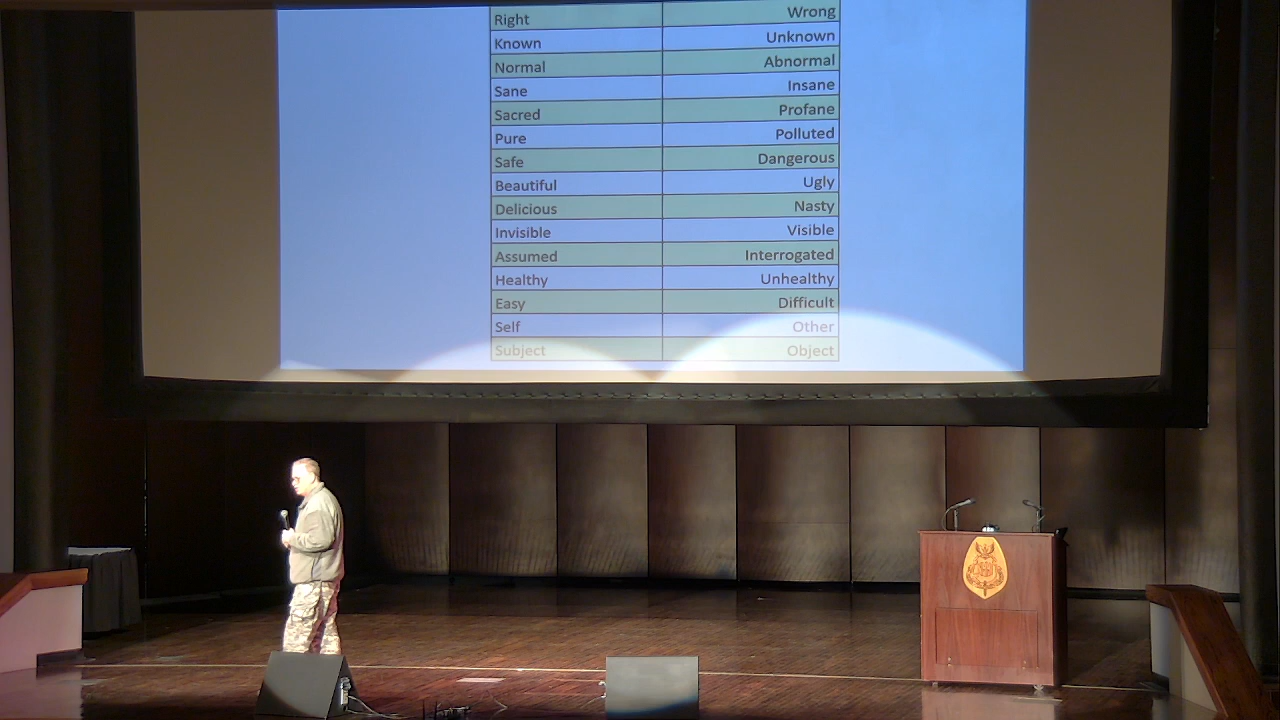 Right Wrong
Known Unknown
Normal Abnormal
Sane Insane
Sacred Profane
Pure Polluted
Safe Dangerous
Beautiful Ugly
Delicious Nasty
Invisible Visible
Assumed Interrogated
Healthy Unhealthy
Easy Difficult
Self Other
Subject Object